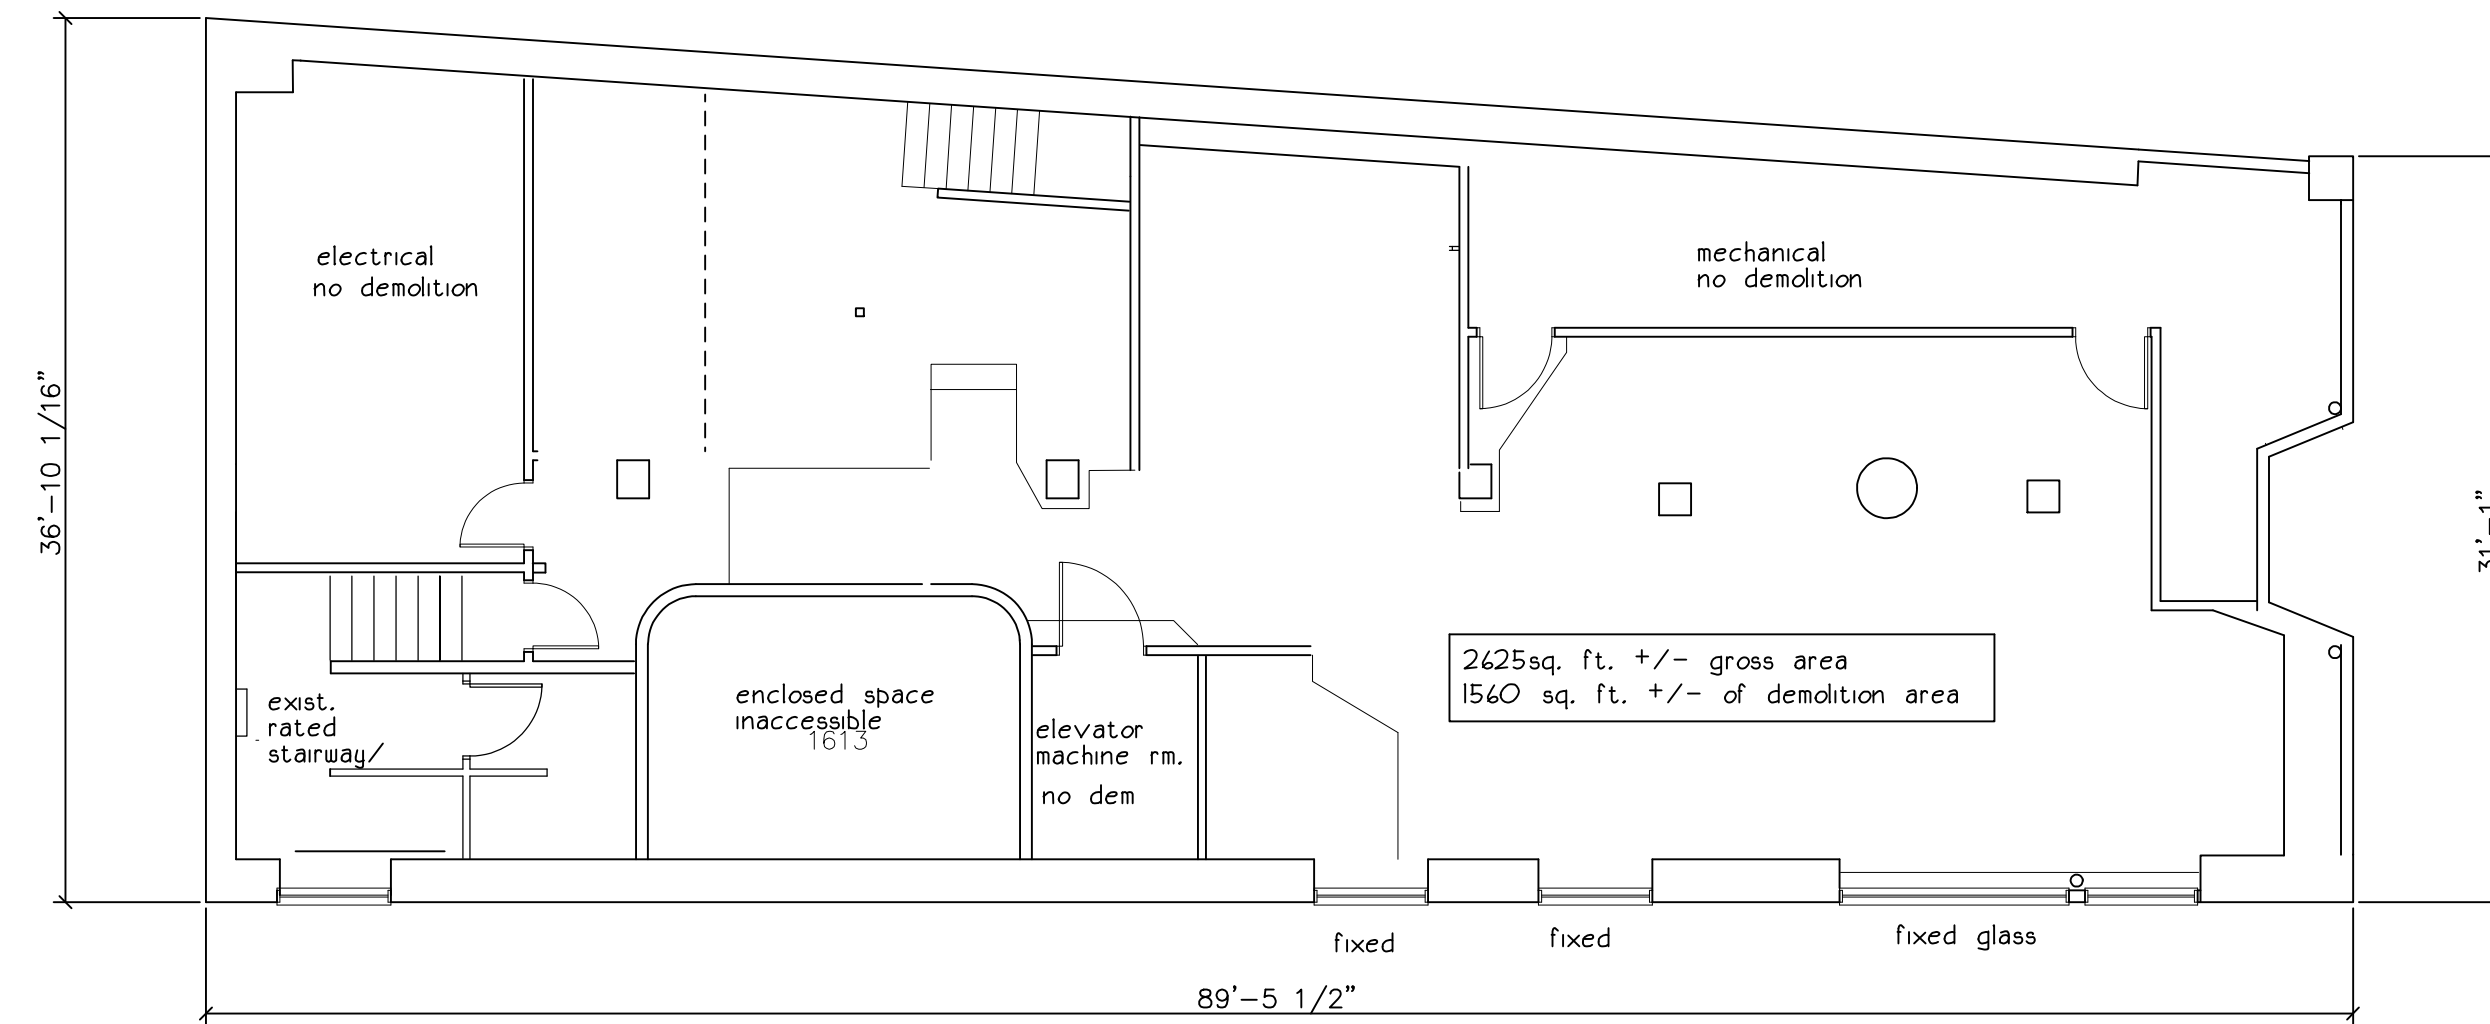 36'-10 1/16"
electrical
no demolition
mechanical
no demolition
31'-1"
2625sq. ft. +/- gross area
1560 sq. ft. +/- of demolition area
exist.
rated
stairway/
enclosed space
inaccessible
1613
elevator
machine rm.
no dem
fixed
fixed
fixed glass
89'-5 1/2"